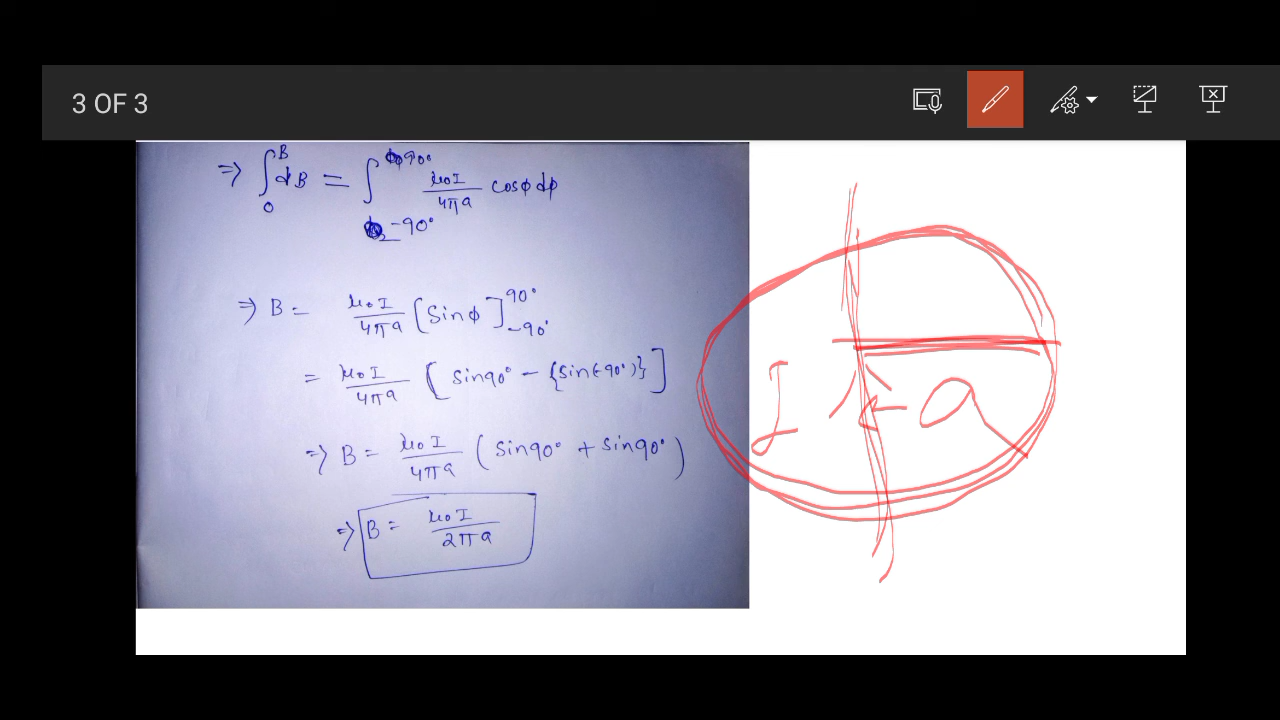 3 OF 3
⇒ ∫₀ᴮ dB = ∫₋₉₀°^90° μ₀I/4πa cosφ dφ
⇒ B = μ₀I/4πa [Sinφ]₋₉₀°^90°
= μ₀I/4πa [Sin90° - {Sin(-90°)}]
⇒ B = μ₀I/4πa (Sin90° + Sin90°)
⇒ B = μ₀I/2πa
I a